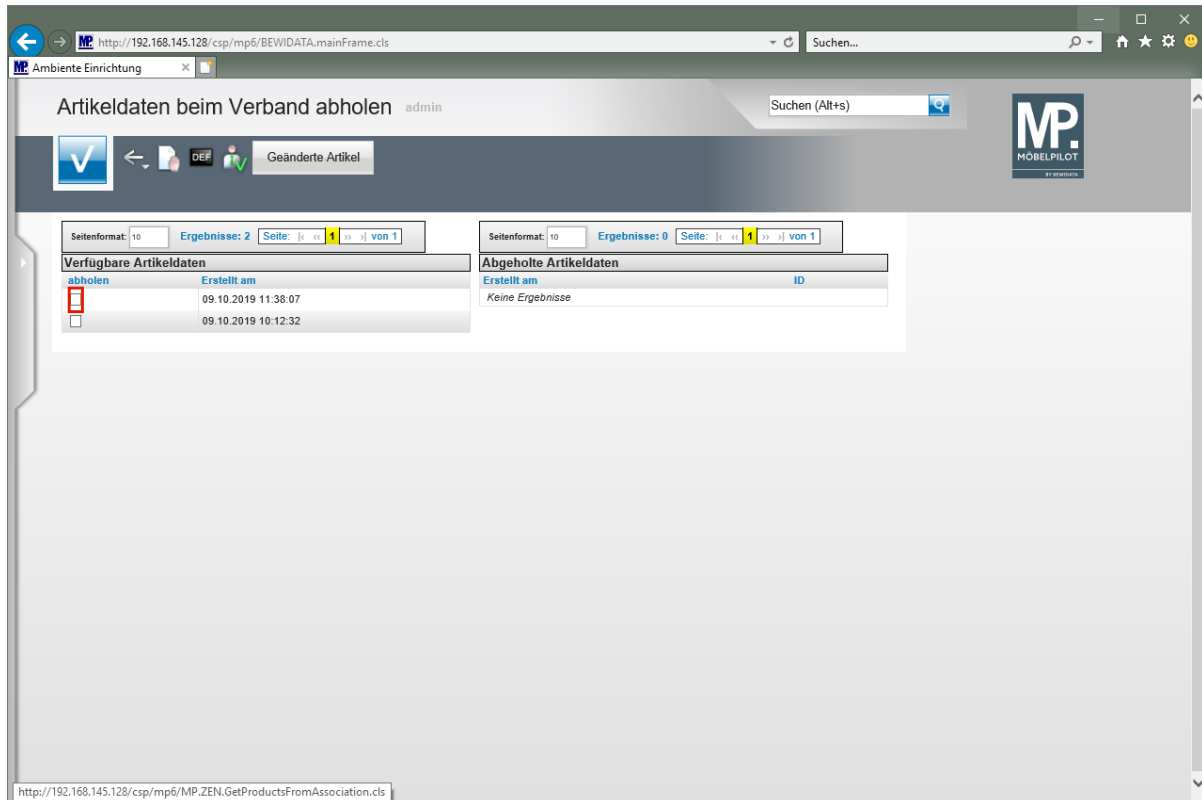 http://192.168.145.128/csp/mp6/BEWIDATA.mainFrame.cls
Suchen...
MP. Ambiente Einrichtung
Artikeldaten beim Verband abholen admin
Suchen (Alt+s)
MP.
MÖBELPILOT
BY BEWIDATA
DEF
Geänderte Artikel
Seitenformat: 10 Ergebnisse: 2 Seite: |‹ ‹‹ 1 ›› ›| von 1
Verfügbare Artikeldaten
abholen Erstellt am
09.10.2019 11:38:07
09.10.2019 10:12:32
Seitenformat: 10 Ergebnisse: 0 Seite: |‹ ‹‹ 1 ›› ›| von 1
Abgeholte Artikeldaten
Erstellt am ID
Keine Ergebnisse
http://192.168.145.128/csp/mp6/MP.ZEN.GetProductsFromAssociation.cls